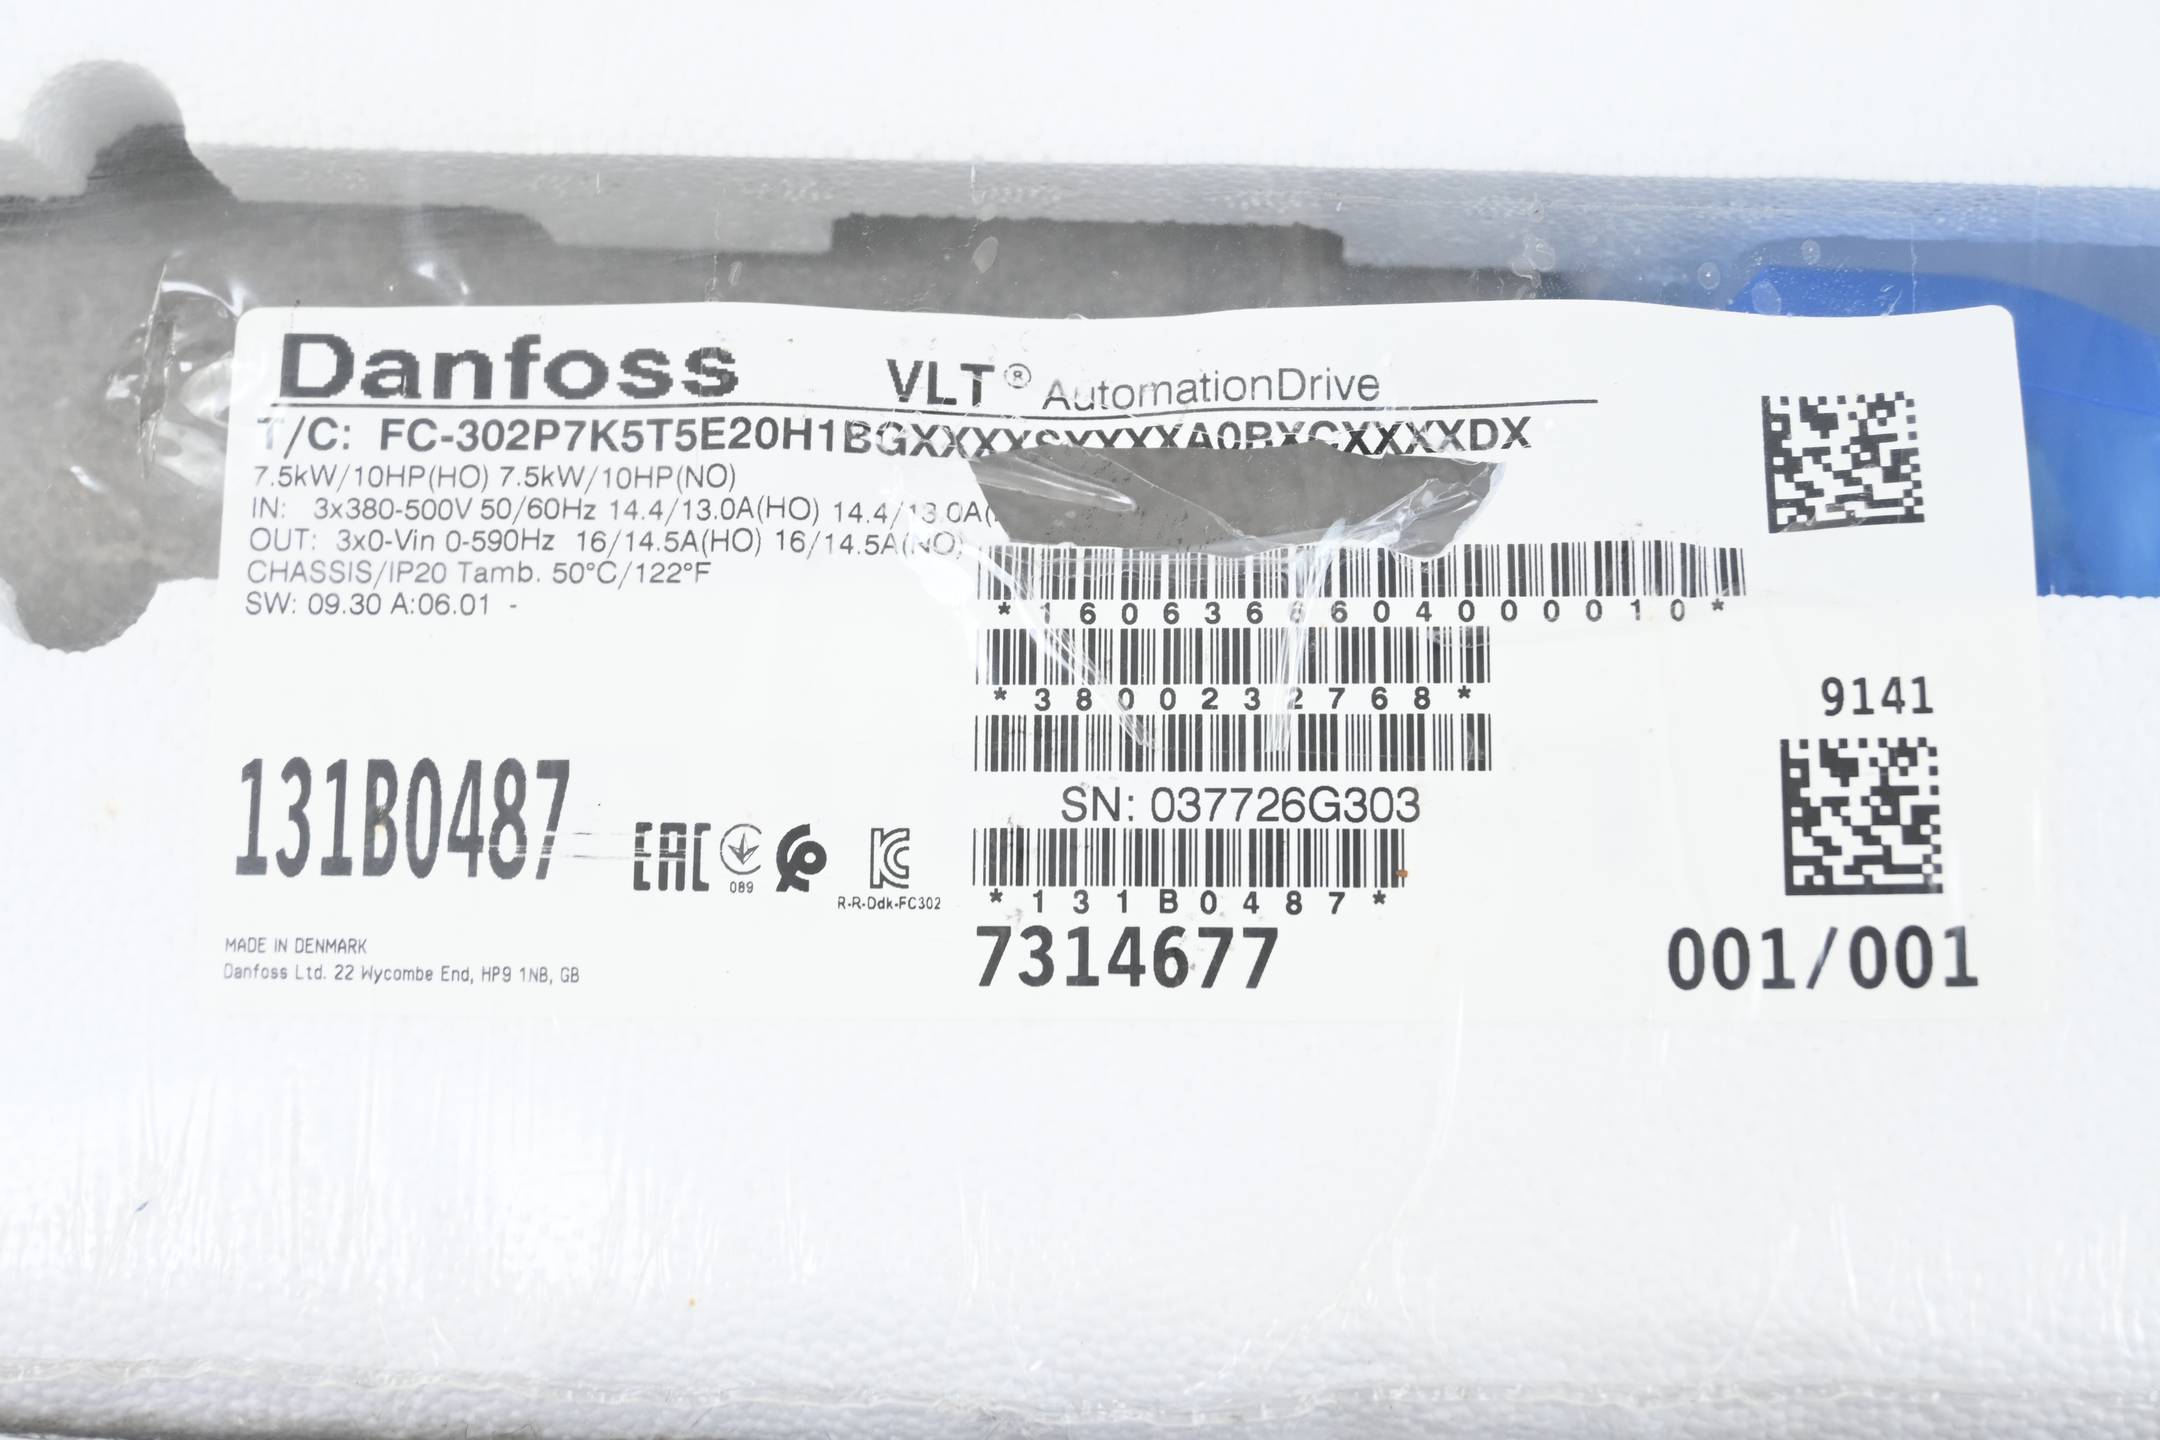 Danfoss
VLT® AutomationDrive
T/C: FC-302P7K5T5E20H1BGXXXXSXXXXA0BXCXXXXDX
7.5kW/10HP(HO) 7.5kW/10HP(NO)
IN: 3x380-500V 50/60Hz 14.4/13.0A(HO) 14.4/13.0A(
OUT: 3x0-Vin 0-590Hz 16/14.5A(HO) 16/14.5A(NO)
CHASSIS/IP20 Tamb. 50°C/122°F
SW: 09.30 A:06.01 -
*1606366604000010*
*3800232768*
9141
SN: 037726G303
131B0487
EAC
089
R-R-Ddk-FC302
*131B0487*
7314677
001/001
MADE IN DENMARK
Danfoss Ltd. 22 Wycombe End, HP9 1NB, GB